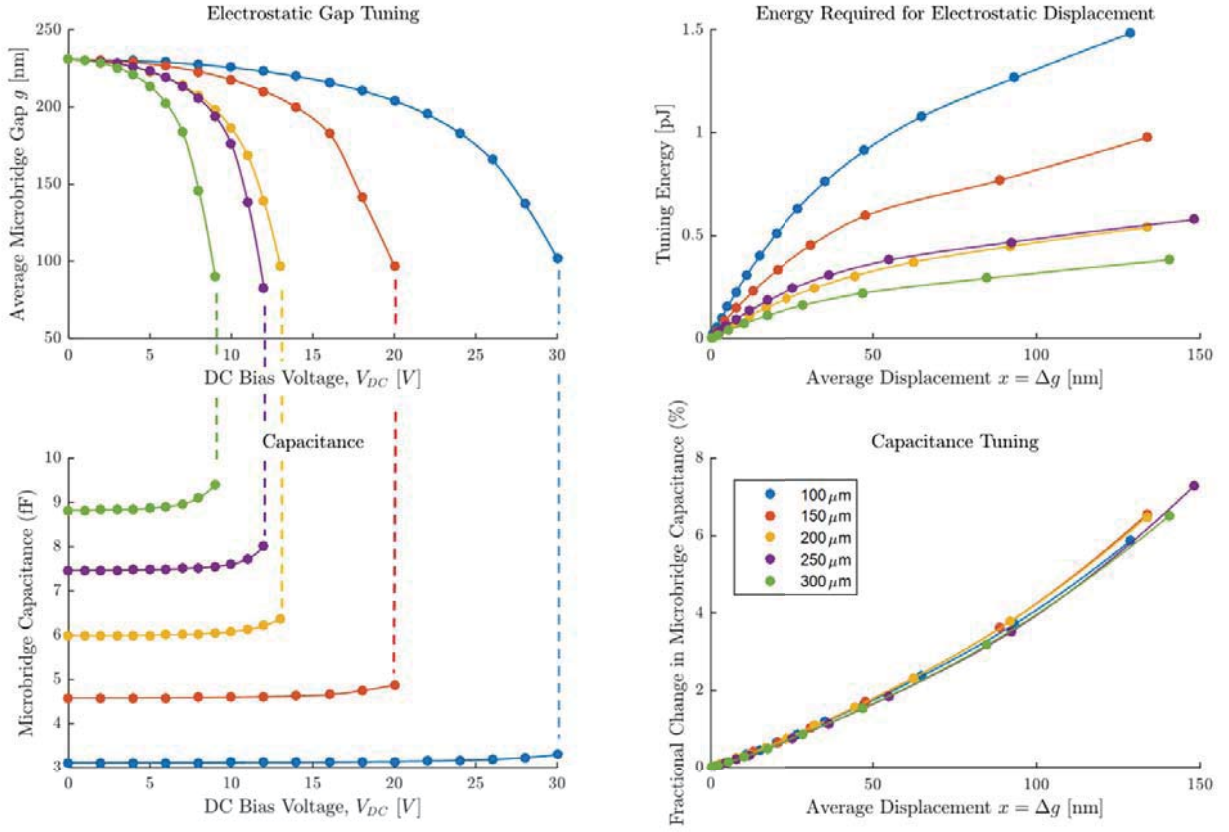 Electrostatic Gap Tuning
Average Microbridge Gap g [nm]
250
200
150
100
50
0
5
10
15
20
25
30
DC Bias Voltage, V_DC [V]
Energy Required for Electrostatic Displacement
Tuning Energy [pJ]
1.5
1
0.5
0
0
50
100
150
Average Displacement x = Δg [nm]
Capacitance
Microbridge Capacitance (fF)
10
9
8
7
6
5
4
3
0
5
10
15
20
25
30
DC Bias Voltage, V_DC [V]
Capacitance Tuning
Fractional Change in Microbridge Capacitance (%)
8
6
4
2
0
0
50
100
150
100 μm
150 μm
200 μm
250 μm
300 μm
Average Displacement x = Δg [nm]